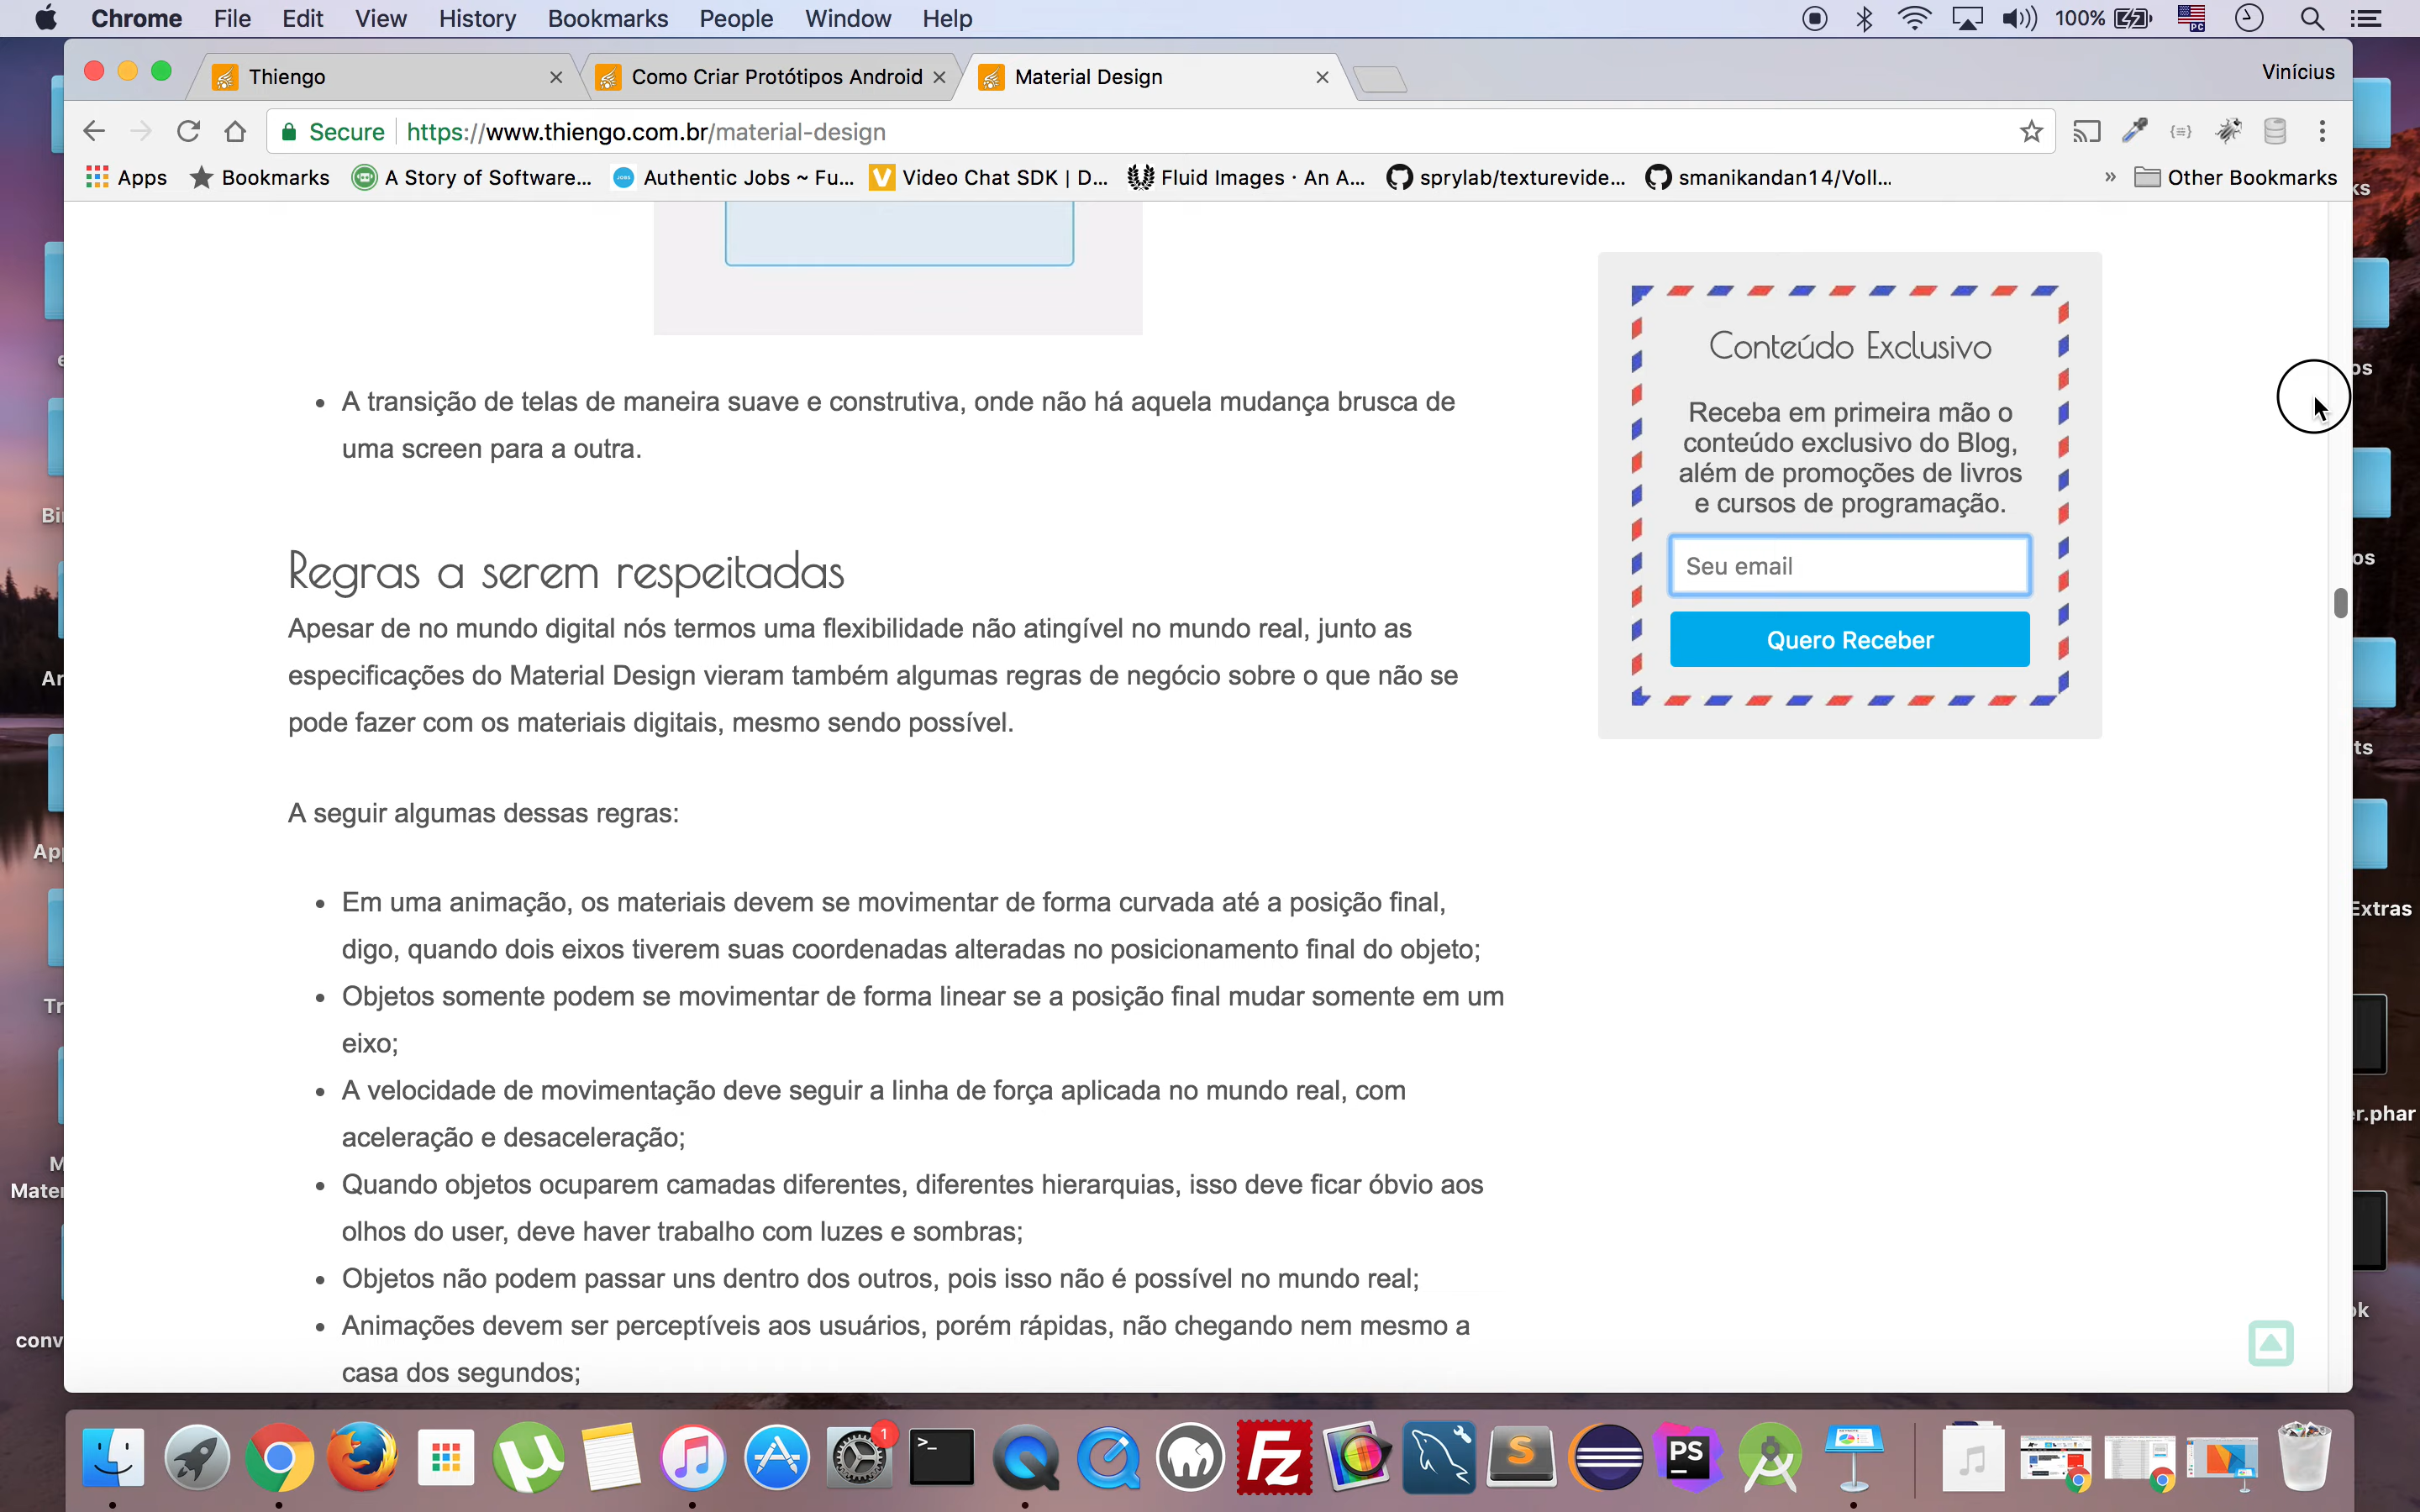 Chrome File Edit View History Bookmarks People Window Help 100%
Thiengo Como Criar Protótipos Android Material Design Vinícius
Secure https://www.thiengo.com.br/material-design
Apps Bookmarks A Story of Software... Authentic Jobs ~ Fu... Video Chat SDK | D... Fluid Images · An A... sprylab/texturevide... smanikandan14/Voll... » Other Bookmarks
A transição de telas de maneira suave e construtiva, onde não há aquela mudança brusca de
uma screen para a outra.
Regras a serem respeitadas
Apesar de no mundo digital nós termos uma flexibilidade não atingível no mundo real, junto as
especificações do Material Design vieram também algumas regras de negócio sobre o que não se
pode fazer com os materiais digitais, mesmo sendo possível.
A seguir algumas dessas regras:
Em uma animação, os materiais devem se movimentar de forma curvada até a posição final,
digo, quando dois eixos tiverem suas coordenadas alteradas no posicionamento final do objeto;
Objetos somente podem se movimentar de forma linear se a posição final mudar somente em um
eixo;
A velocidade de movimentação deve seguir a linha de força aplicada no mundo real, com
aceleração e desaceleração;
Quando objetos ocuparem camadas diferentes, diferentes hierarquias, isso deve ficar óbvio aos
olhos do user, deve haver trabalho com luzes e sombras;
Objetos não podem passar uns dentro dos outros, pois isso não é possível no mundo real;
Animações devem ser perceptíveis aos usuários, porém rápidas, não chegando nem mesmo a
casa dos segundos;
Conteúdo Exclusivo
Receba em primeira mão o
conteúdo exclusivo do Blog,
além de promoções de livros
e cursos de programação.
Seu email
Quero Receber
Extras
er.phar
Mater
conv
1
PS
Fz